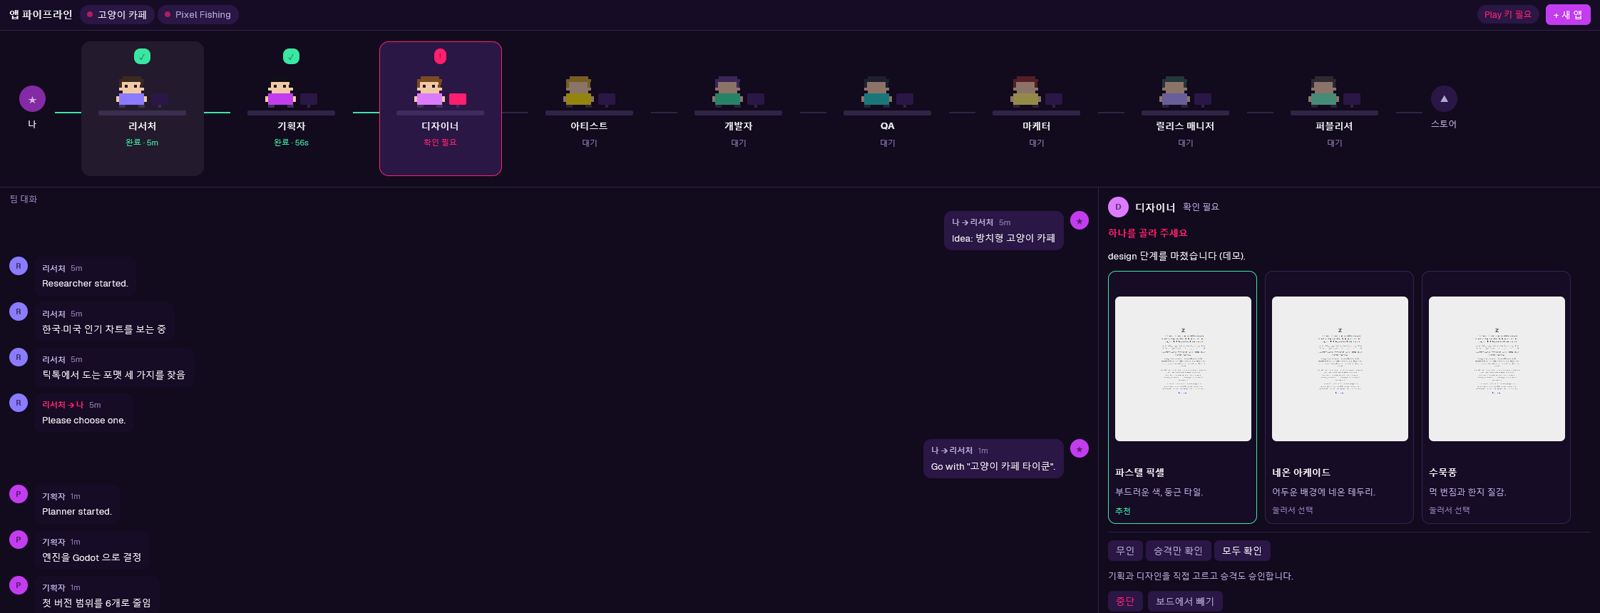 앱 파이프라인
고양이 카페
Pixel Fishing
Play 키 필요
+ 새 앱
★
나
✓
리서처
완료 · 5m
✓
기획자
완료 · 56s
!
디자이너
확인 필요
아티스트
대기
개발자
대기
QA
대기
마케터
대기
릴리스 매니저
대기
퍼블리셔
대기
▲
스토어
팀 대화
나 → 리서처 5m
Idea: 방치형 고양이 카페
★
R
리서처 5m
Researcher started.
R
리서처 5m
한국·미국 인기 차트를 보는 중
R
리서처 5m
틱톡에서 도는 포맷 세 가지를 찾음
R
리서처 → 나 5m
Please choose one.
나 → 리서처 1m
Go with "고양이 카페 타이쿤".
★
P
기획자 1m
Planner started.
P
기획자 1m
엔진을 Godot 으로 결정
P
기획자 1m
첫 버전 범위를 6개로 줄임
D
디자이너 확인 필요
하나를 골라 주세요
design 단계를 마쳤습니다 (데모).
파스텔 픽셀
부드러운 색, 둥근 타일.
추천
네온 아케이드
어두운 배경에 네온 테두리.
눌러서 선택
수묵풍
먹 번짐과 한지 질감.
눌러서 선택
무인
승격만 확인
모두 확인
기획과 디자인을 직접 고르고 승격도 승인합니다.
중단
보드에서 빼기